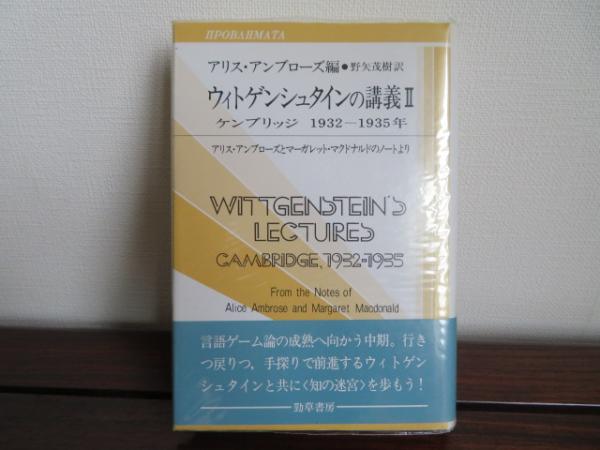 ΠΡΟΒΛΗΜΑΤΑ
アリス・アンブローズ編●野矢茂樹訳
ウィトゲンシュタインの講義Ⅱ
ケンブリッジ 1932―1935年
アリス・アンブローズとマーガレット・マクドナルドのノートより
WITTGENSTEIN'S
LECTURES
CAMBRIDGE, 1932-1935
From the Notes of
Alice Ambrose and Margaret Macdonald
言語ゲーム論の成熟へ向かう中期。行き
つ戻りつ、手探りで前進するウィトゲン
シュタインと共に〈知の迷宮〉を歩もう!
勁草書房